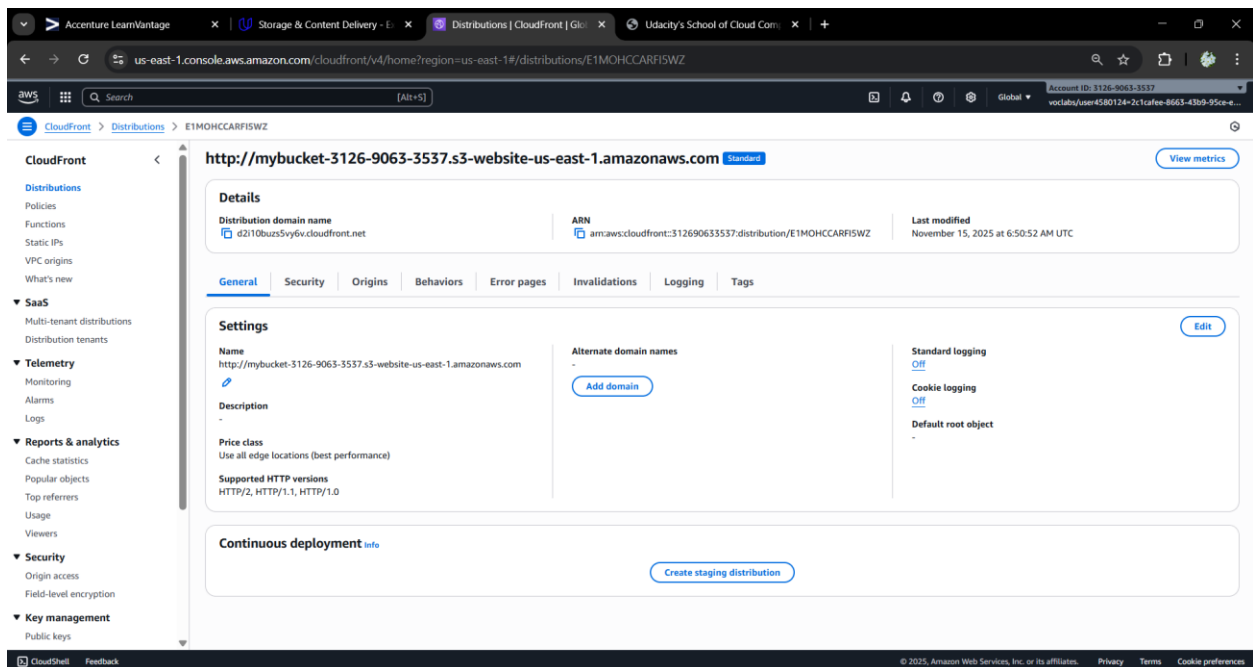 Accenture LearnVantage
Storage & Content Delivery - E
Distributions | CloudFront | Glo
Udacity's School of Cloud Com
us-east-1.console.aws.amazon.com/cloudfront/v4/home?region=us-east-1#/distributions/E1MOHCCARFI5WZ
aws
Search
[Alt+S]
Global
Account ID: 3126-9063-3537
voclabs/user4580124=2c1cafee-8663-43b9-95ce-e...
CloudFront > Distributions > E1MOHCCARFI5WZ
CloudFront
Distributions
Policies
Functions
Static IPs
VPC origins
What's new
SaaS
Multi-tenant distributions
Distribution tenants
Telemetry
Monitoring
Alarms
Logs
Reports & analytics
Cache statistics
Popular objects
Top referrers
Usage
Viewers
Security
Origin access
Field-level encryption
Key management
Public keys
http://mybucket-3126-9063-3537.s3-website-us-east-1.amazonaws.com Standard
View metrics
Details
Distribution domain name
d2i10buzs5vy6v.cloudfront.net
ARN
arn:aws:cloudfront::312690633537:distribution/E1MOHCCARFI5WZ
Last modified
November 15, 2025 at 6:50:52 AM UTC
General Security Origins Behaviors Error pages Invalidations Logging Tags
Settings
Edit
Name
http://mybucket-3126-9063-3537.s3-website-us-east-1.amazonaws.com
Description
-
Price class
Use all edge locations (best performance)
Supported HTTP versions
HTTP/2, HTTP/1.1, HTTP/1.0
Alternate domain names
-
Add domain
Standard logging
Off
Cookie logging
Off
Default root object
-
Continuous deployment Info
Create staging distribution
CloudShell Feedback
© 2025, Amazon Web Services, Inc. or its affiliates. Privacy Terms Cookie preferences